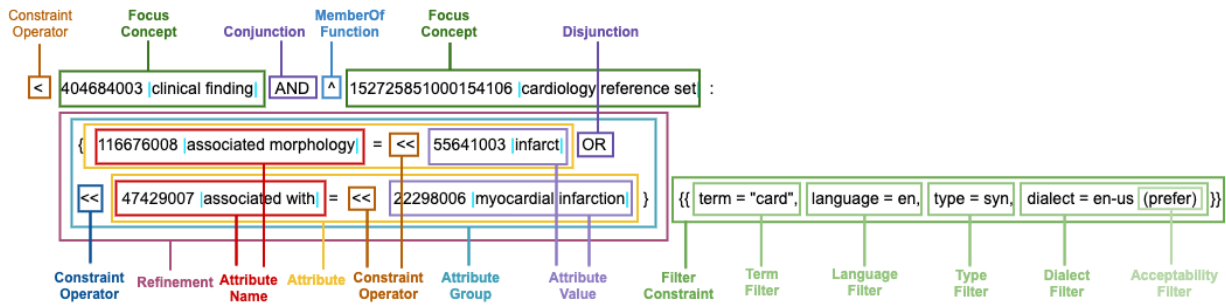 Constraint Operator
Focus Concept
Conjunction
MemberOf Function
Focus Concept
Disjunction
< 404684003 |clinical finding| AND ^ 152725851000154106 |cardiology reference set| :
{ 116676008 |associated morphology| = << 55641003 |infarct| OR
<< 47429007 |associated with| = << 22298006 |myocardial infarction| } {{ term = "card", language = en, type = syn, dialect = en-us (prefer) }}
Constraint Operator
Refinement
Attribute Name
Attribute
Constraint Operator
Attribute Group
Attribute Value
Filter Constraint
Term Filter
Language Filter
Type Filter
Dialect Filter
Acceptability Filter